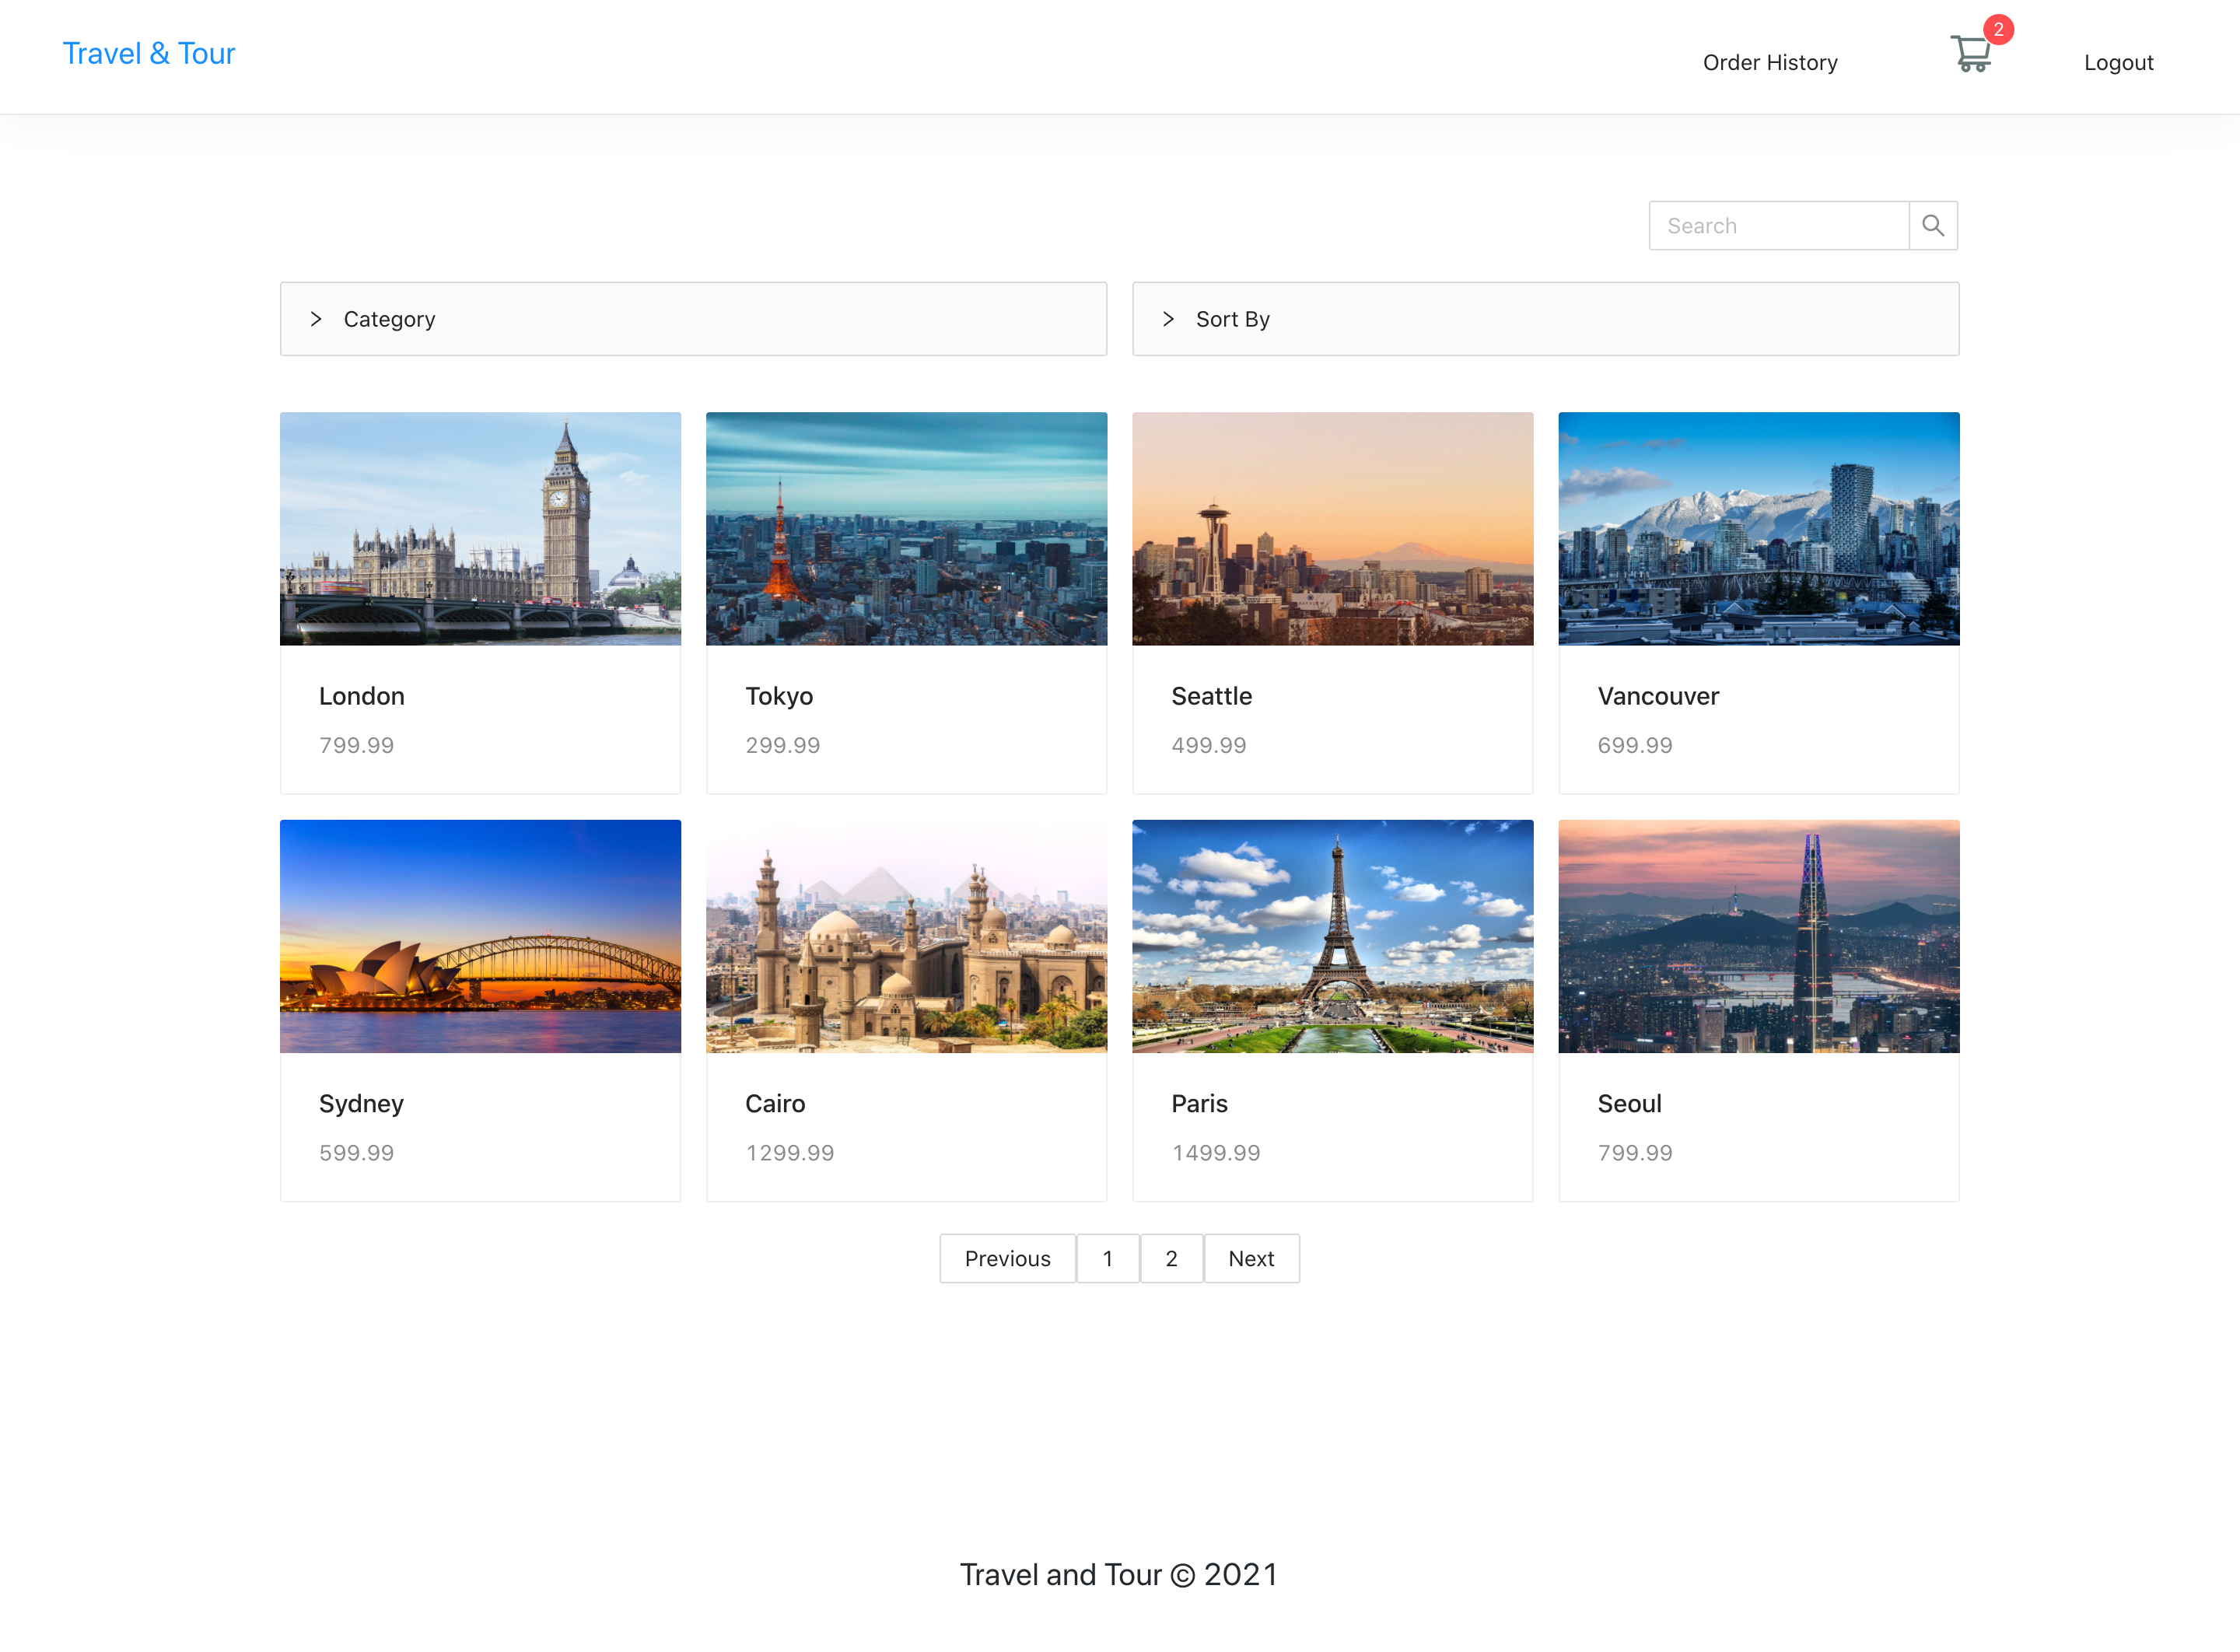 Travel & Tour
Order History
2
Logout
Search
Category
Sort By
London
799.99
Tokyo
299.99
Seattle
499.99
Vancouver
699.99
Sydney
599.99
Cairo
1299.99
Paris
1499.99
Seoul
799.99
Previous 1 2 Next
Travel and Tour © 2021